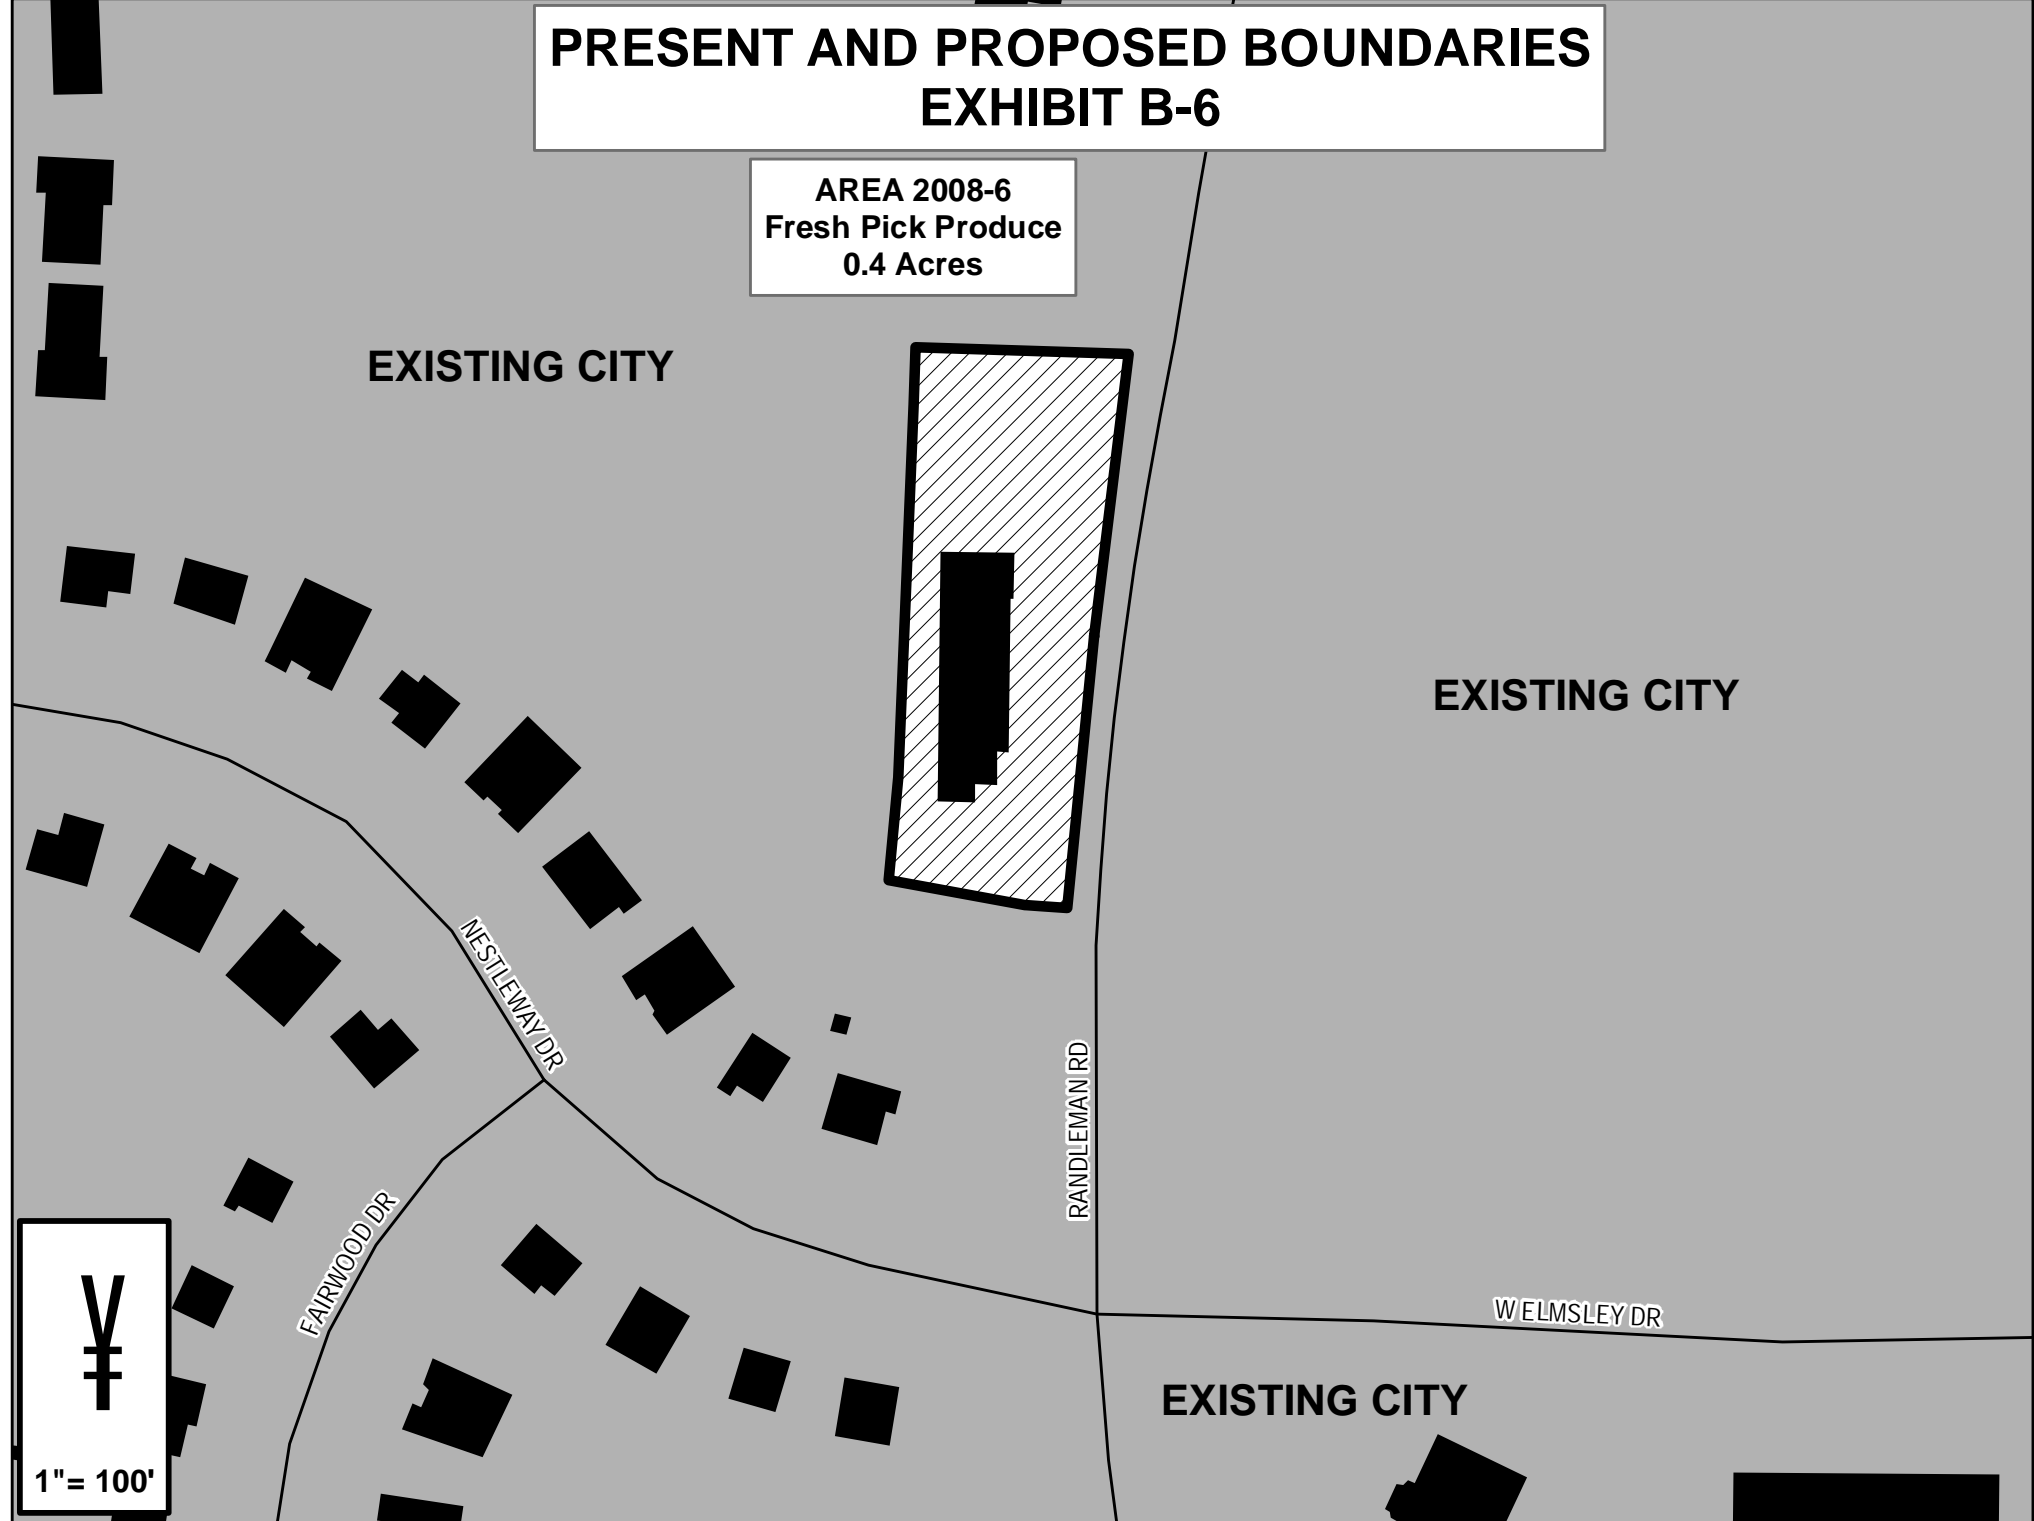 PRESENT AND PROPOSED BOUNDARIES
EXHIBIT B-6
AREA 2008-6
Fresh Pick Produce
0.4 Acres
EXISTING CITY
EXISTING CITY
NESTLEWAY DR
RANDLEMAN RD
FAIRWOOD DR
W ELMSLEY DR
EXISTING CITY
¥
1"= 100'